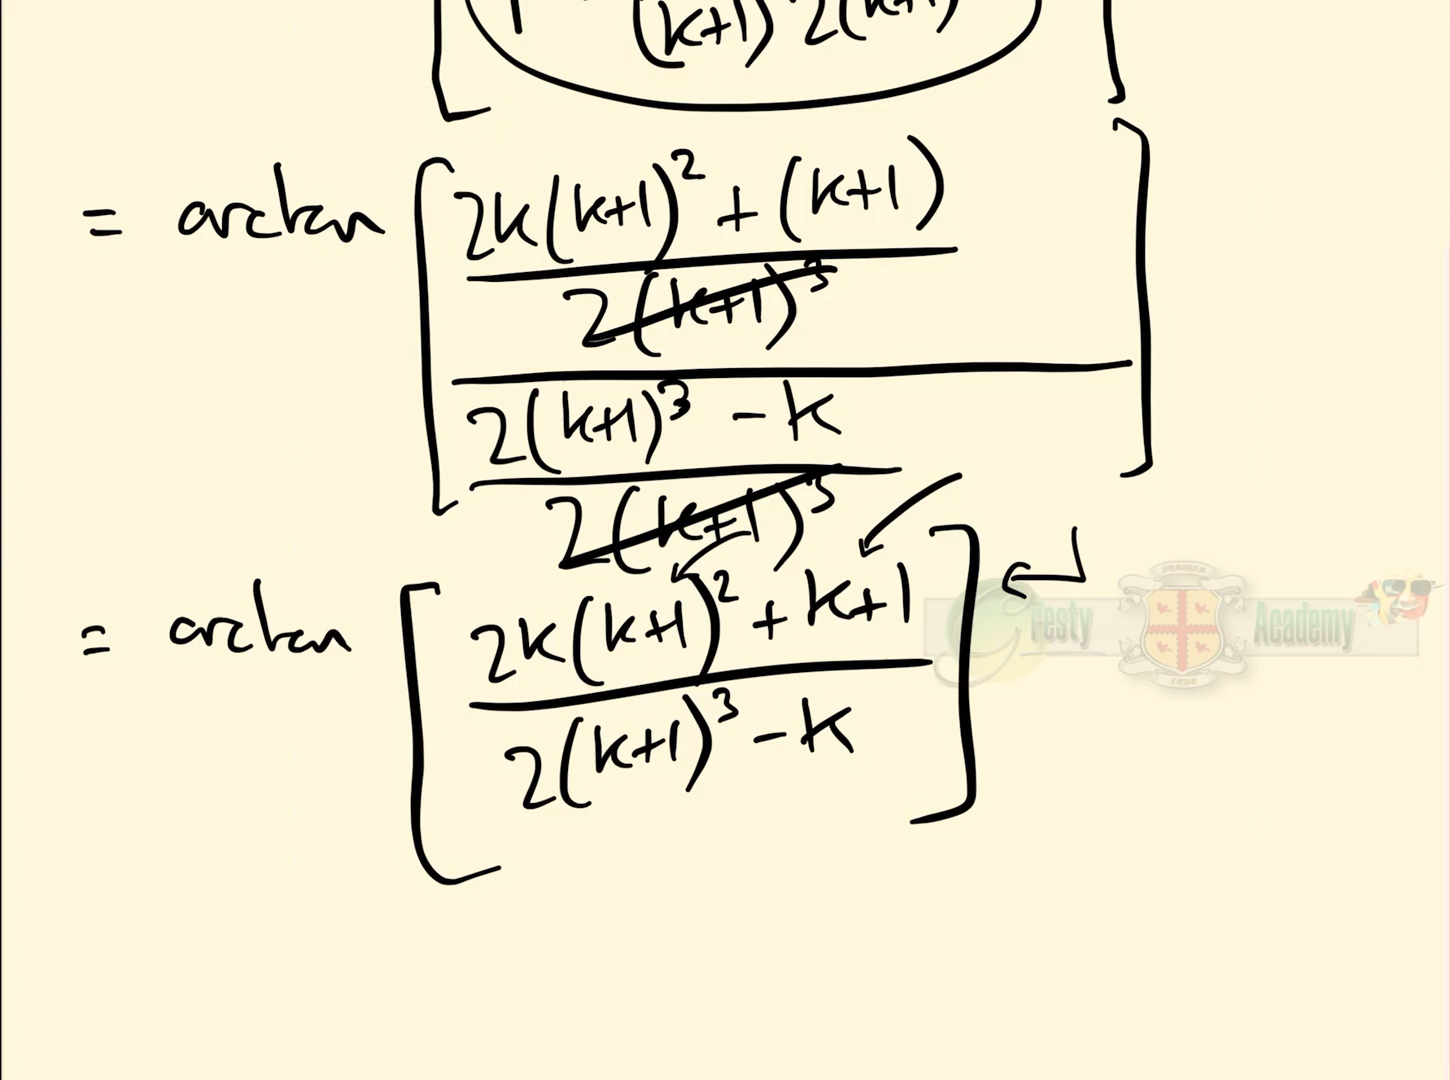 (k+1) 2(k+1)
= arctan [ 2k(k+1)² + (k+1)
2(k+1)³
2(k+1)³ - k
2(k+1)³ ]
= arctan [ 2k(k+1)² + k+1
2(k+1)³ - k ]
Cresty Academy